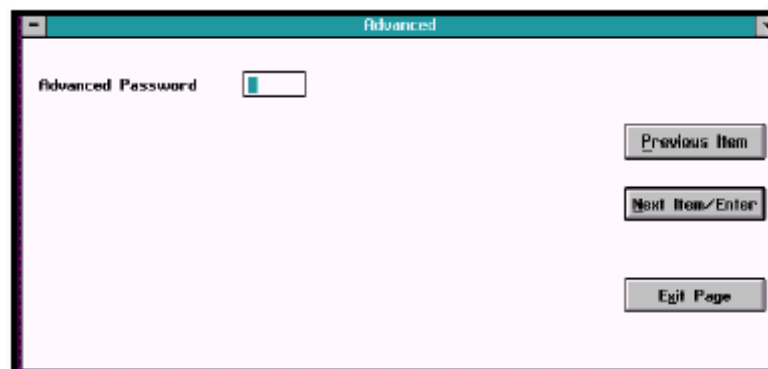 Advanced
Advanced Password
Previous Item
Next Item/Enter
Exit Page